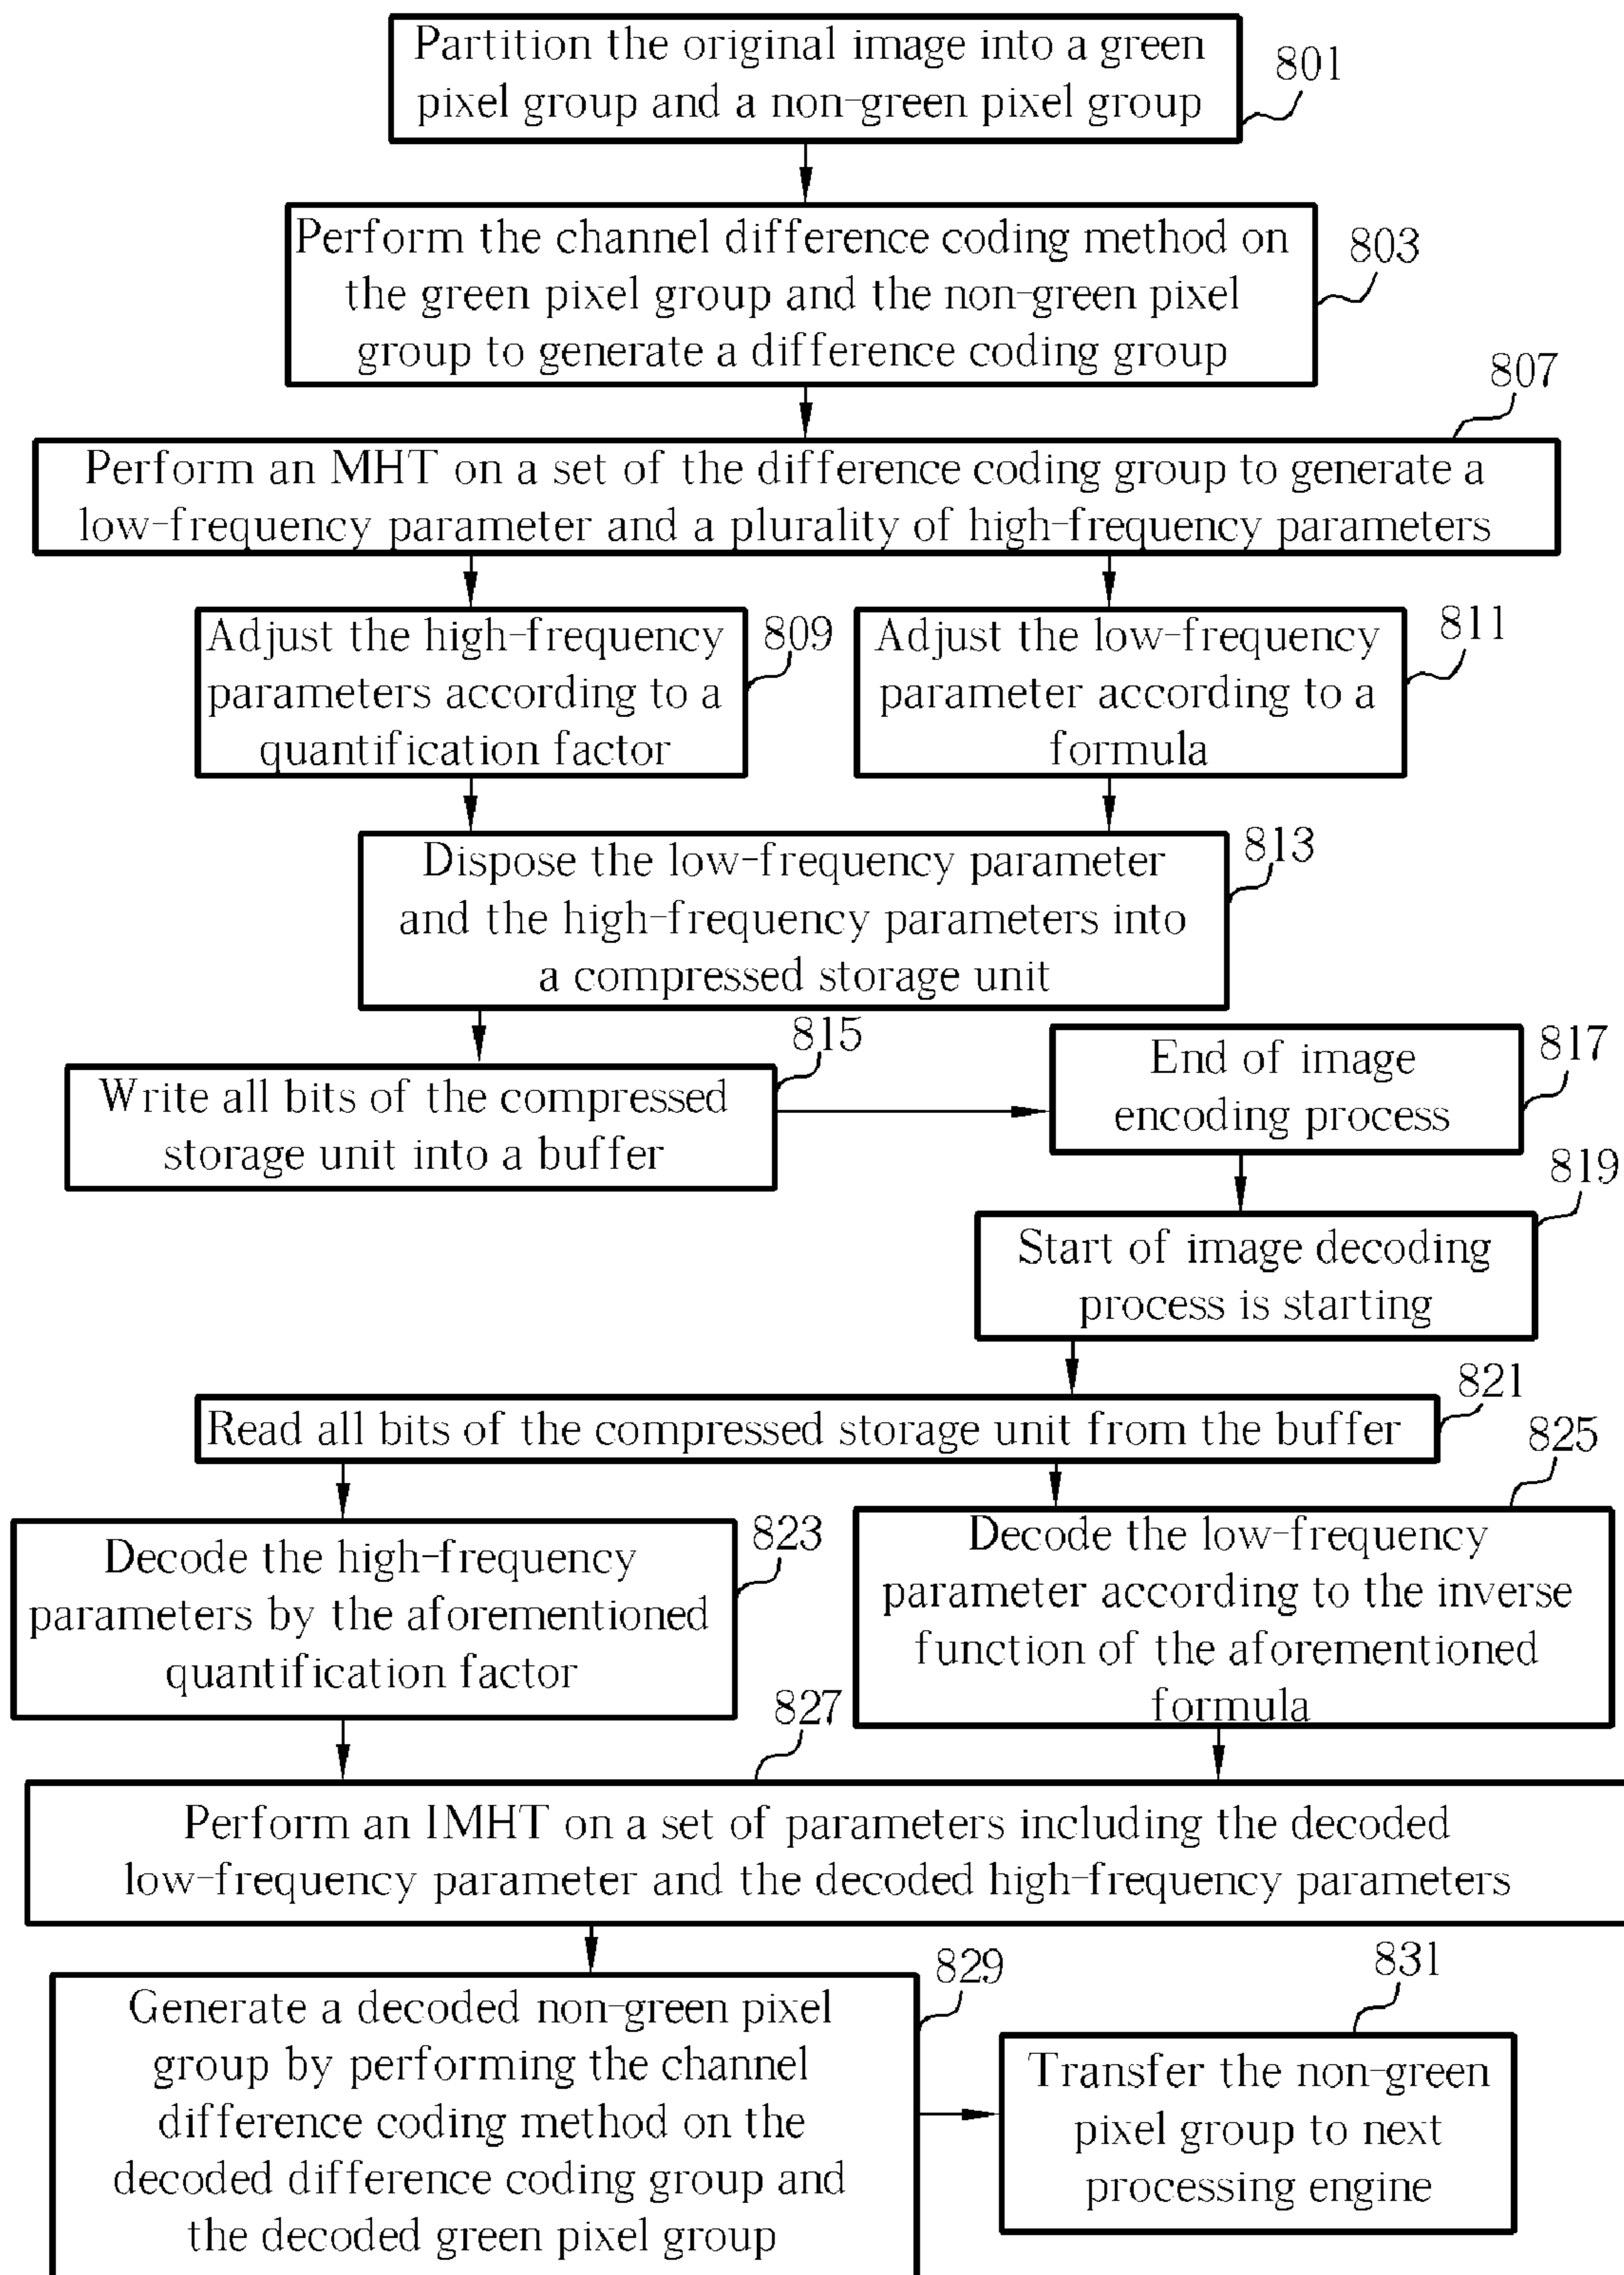 Partition the original image into a green
pixel group and a non-green pixel group
801
Perform the channel difference coding method on
the green pixel group and the non-green pixel
group to generate a difference coding group
803
807
Perform an MHT on a set of the difference coding group to generate a
low-frequency parameter and a plurality of high-frequency parameters
Adjust the high-frequency
parameters according to a
quantification factor
809
Adjust the low-frequency
parameter according to a
formula
811
Dispose the low-frequency parameter
and the high-frequency parameters into
a compressed storage unit
813
815
Write all bits of the compressed
storage unit into a buffer
End of image
encoding process
817
819
Start of image decoding
process is starting
821
Read all bits of the compressed storage unit from the buffer
825
Decode the high-frequency
parameters by the aforementioned
quantification factor
823
Decode the low-frequency
parameter according to the inverse
function of the aforementioned
formula
827
Perform an IMHT on a set of parameters including the decoded
low-frequency parameter and the decoded high-frequency parameters
829
Generate a decoded non-green pixel
group by performing the channel
difference coding method on the
decoded difference coding group and
the decoded green pixel group
831
Transfer the non-green
pixel group to next
processing engine